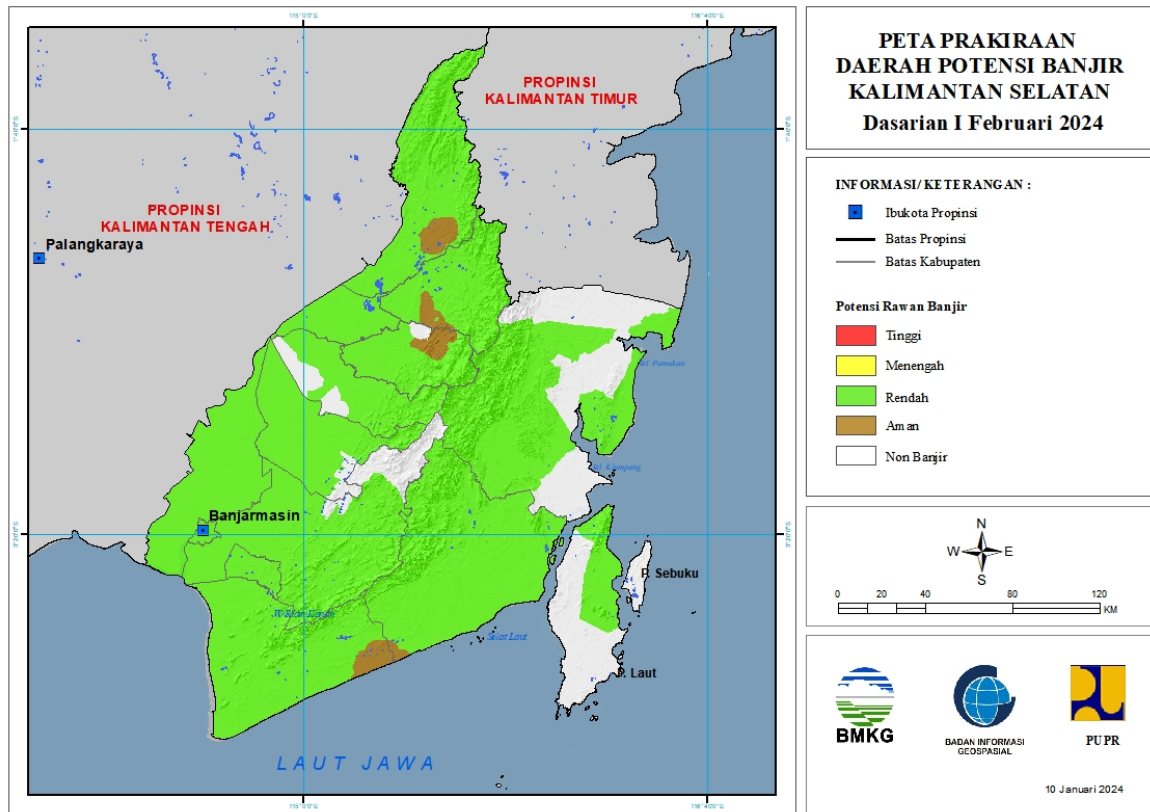 PETA PRAKIRAAN
DAERAH POTENSI BANJIR
KALIMANTAN SELATAN
Dasarian I Februari 2024
INFORMASI/ KETERANGAN :
Ibukota Propinsi
Batas Propinsi
Batas Kabupaten
Potensi Rawan Banjir
Tinggi
Menengah
Rendah
Aman
Non Banjir
N
W E
S
0 20 40 80 120
KM
BMKG
BADAN INFORMASI
GEOSPASIAL
PUPR
10 Januari 2024
PROPINSI
KALIMANTAN TIMUR
PROPINSI
KALIMANTAN TENGAH
Palangkaraya
Banjarmasin
P. Sebuku
Selat Laut
P. Laut
LAUT JAWA